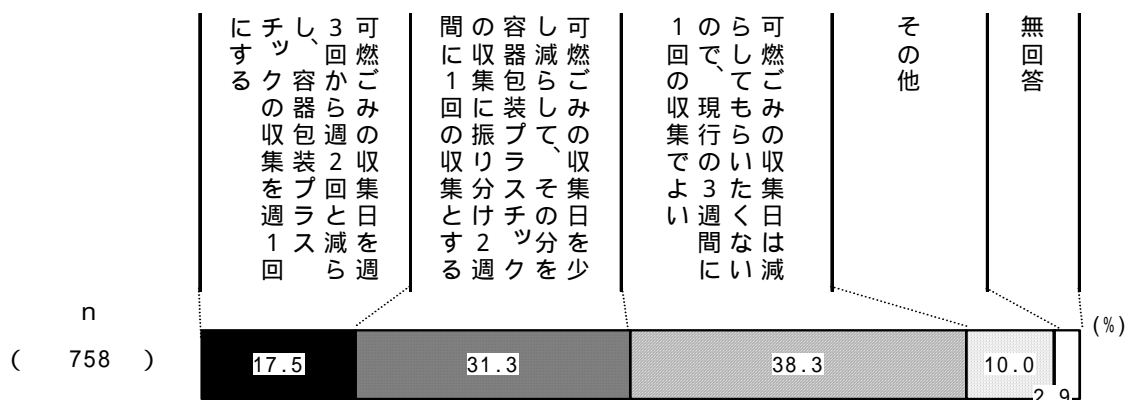 可燃ごみの収集日を週
3回から週2回と減ら
し、容器包装プラス
チックの収集を週1回
にする
可燃ごみの収集日を少
し減らして、その分を
容器包装プラスチック
の収集に振り分け2週
間に1回の収集とする
可燃ごみの収集日は減
らしてもらいたくない
ので、現行の3週間に
1回の収集でよい
その他
無回答
n
(%)
( 758 )
17.5
31.3
38.3
10.0
2.9